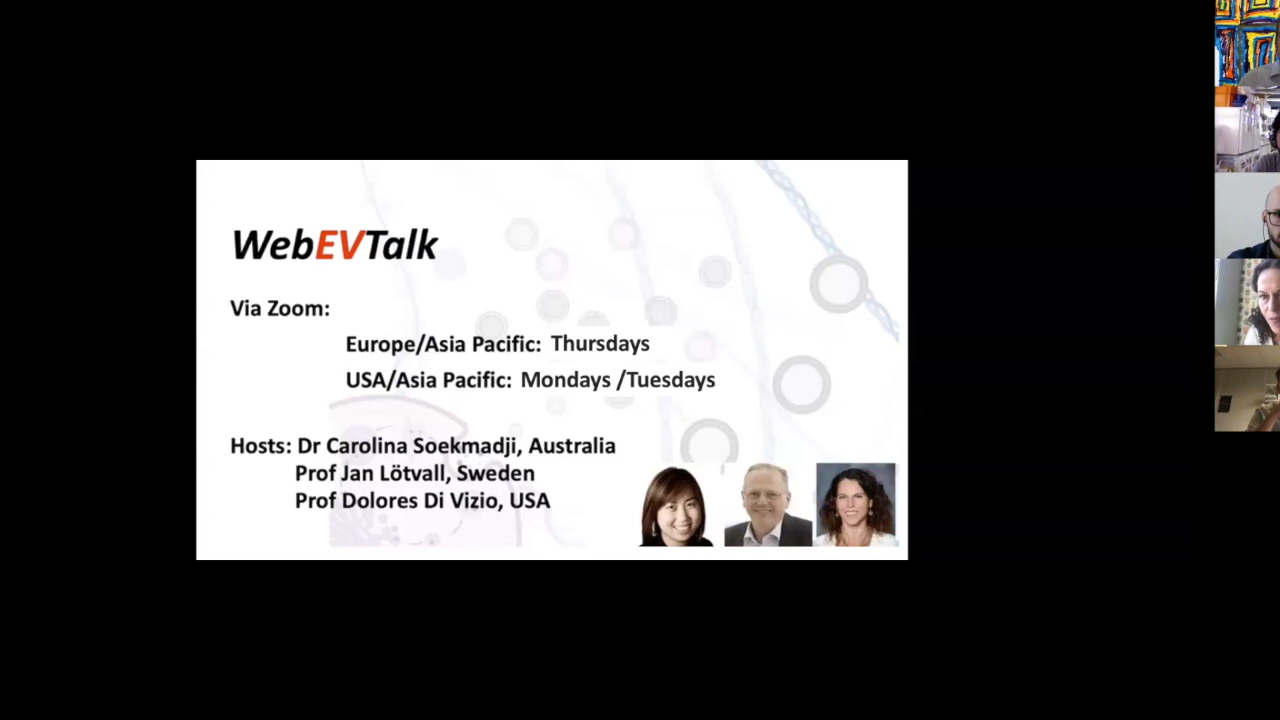 WebEVTalk
Via Zoom:
Europe/Asia Pacific: Thursdays
USA/Asia Pacific: Mondays /Tuesdays
Hosts: Dr Carolina Soekmadji, Australia
Prof Jan Lötvall, Sweden
Prof Dolores Di Vizio, USA